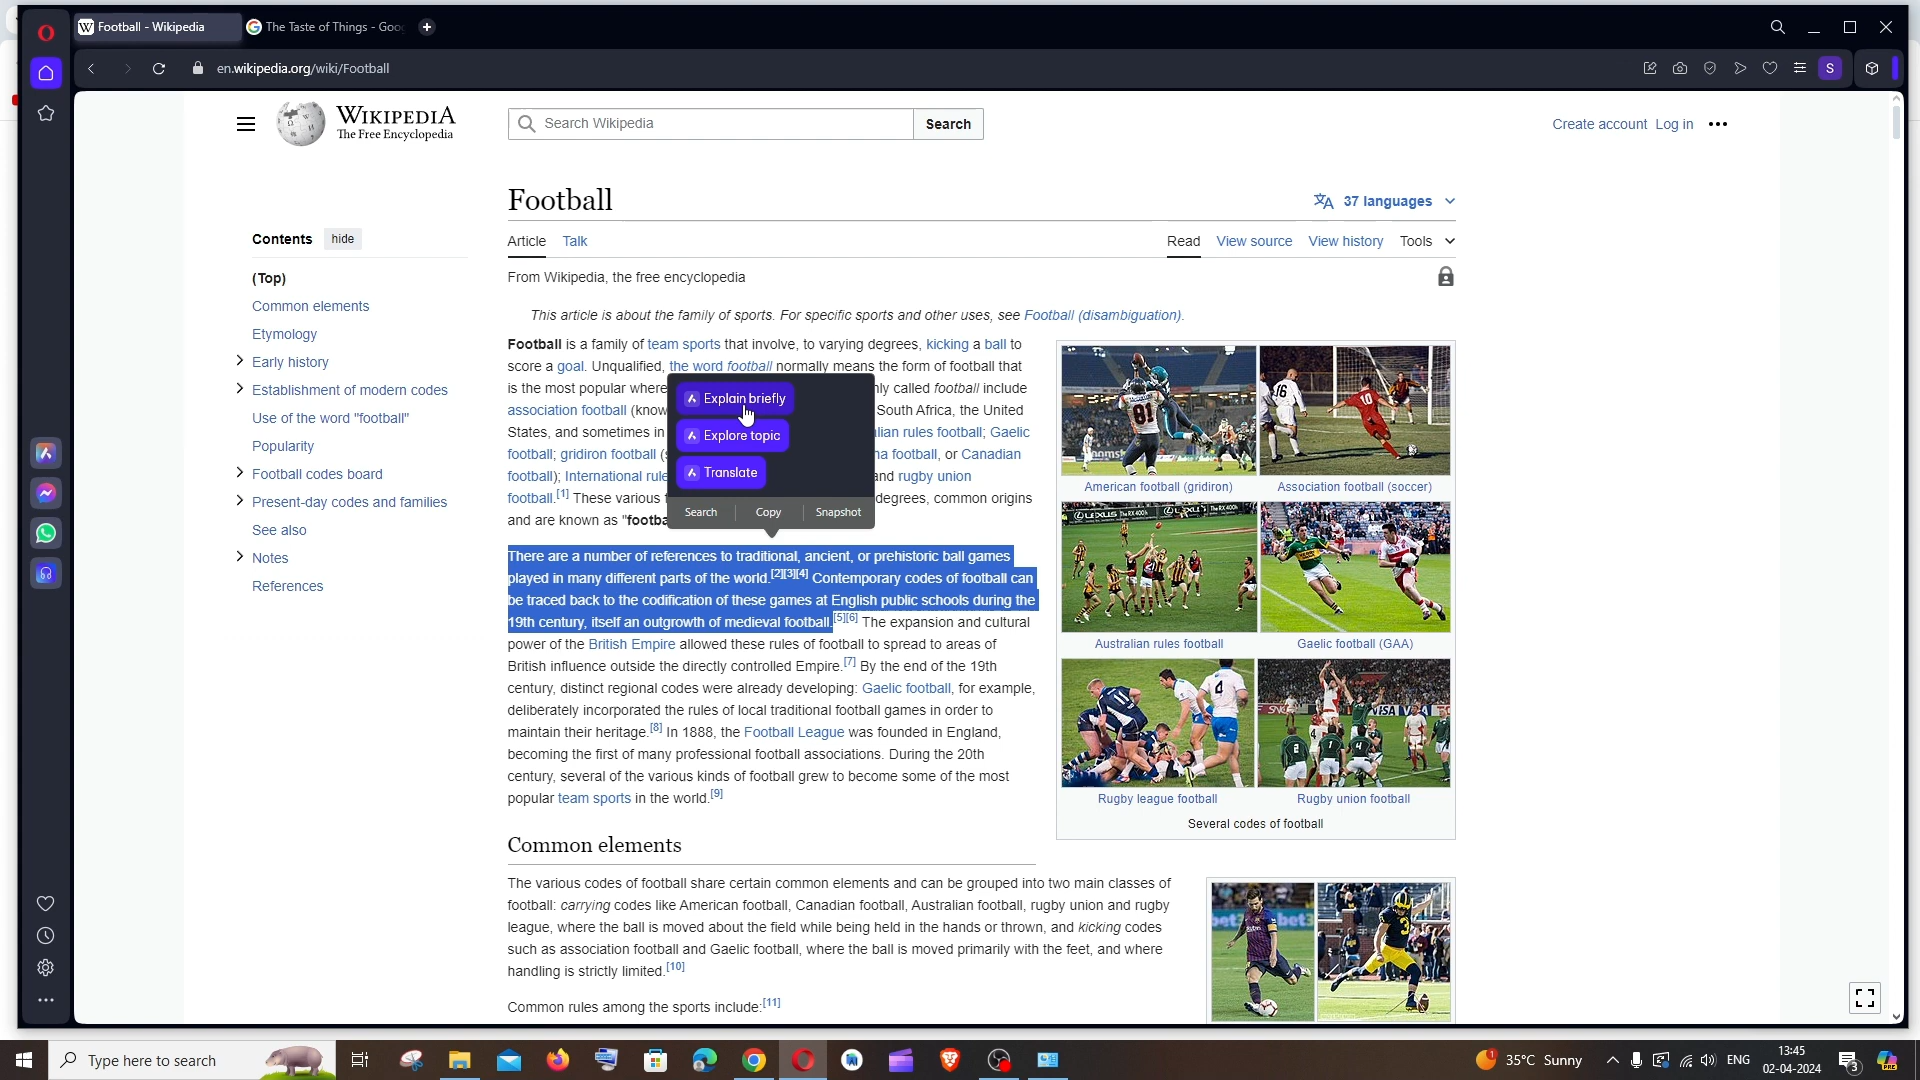 Football - Wikipedia
The Taste of Things - Goo
en.wikipedia.org/wiki/Football
S
WIKIPEDIA
The Free Encyclopedia
Search Wikipedia
Search
Create account Log in
Football
37 languages
Contents hide
Article Talk
Read View source View history Tools
(Top)
Common elements
Etymology
Early history
Establishment of modern codes
Use of the word "football"
Popularity
Football codes board
Present-day codes and families
See also
Notes
References
From Wikipedia, the free encyclopedia
This article is about the family of sports. For specific sports and other uses, see Football (disambiguation).
Football is a family of team sports that involve, to varying degrees, kicking a ball to
score a goal. Unqualified, the word football normally means the form of football that
is the most popular where nly called football include
association football (know South Africa, the United
States, and sometimes in alian rules football; Gaelic
football; gridiron football (s na football, or Canadian
football); International rule and rugby union
football.[1] These various f degrees, common origins
and are known as "footba
Explain briefly
Explore topic
Translate
Search Copy Snapshot
There are a number of references to traditional, ancient, or prehistoric ball games
played in many different parts of the world.[2][3][4] Contemporary codes of football can
be traced back to the codification of these games at English public schools during the
19th century, itself an outgrowth of medieval football.[5][6] The expansion and cultural
power of the British Empire allowed these rules of football to spread to areas of
British influence outside the directly controlled Empire.[7] By the end of the 19th
century, distinct regional codes were already developing: Gaelic football, for example,
deliberately incorporated the rules of local traditional football games in order to
maintain their heritage.[8] In 1888, the Football League was founded in England,
becoming the first of many professional football associations. During the 20th
century, several of the various kinds of football grew to become some of the most
popular team sports in the world.[9]
81
16
10
American football (gridiron) Association football (soccer)
LEXUS
Australian rules football Gaelic football (GAA)
4
VISA
2 1 4
Rugby league football Rugby union football
Several codes of football
Common elements
The various codes of football share certain common elements and can be grouped into two main classes of
football: carrying codes like American football, Canadian football, Australian football, rugby union and rugby
league, where the ball is moved about the field while being held in the hands or thrown, and kicking codes
such as association football and Gaelic football, where the ball is moved primarily with the feet, and where
handling is strictly limited.[10]
Common rules among the sports include:[11]
bet3
3
Type here to search
35°C Sunny
ENG
13:45
02-04-2024
3
1
PRE